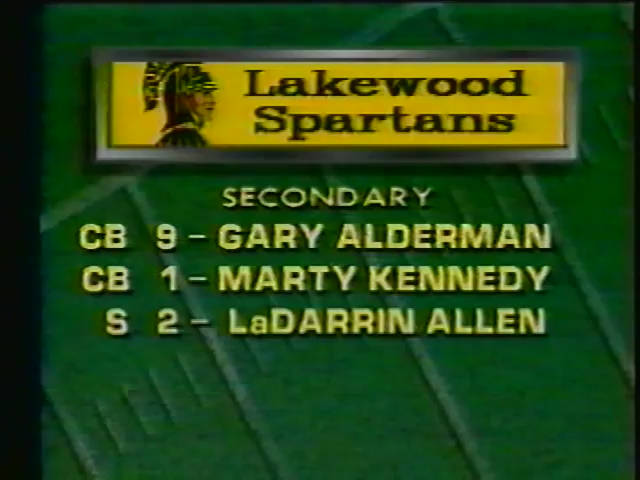 Lakewood
Spartans
SECONDARY
CB 9 - GARY ALDERMAN
CB 1 - MARTY KENNEDY
S 2 - LaDARRIN ALLEN